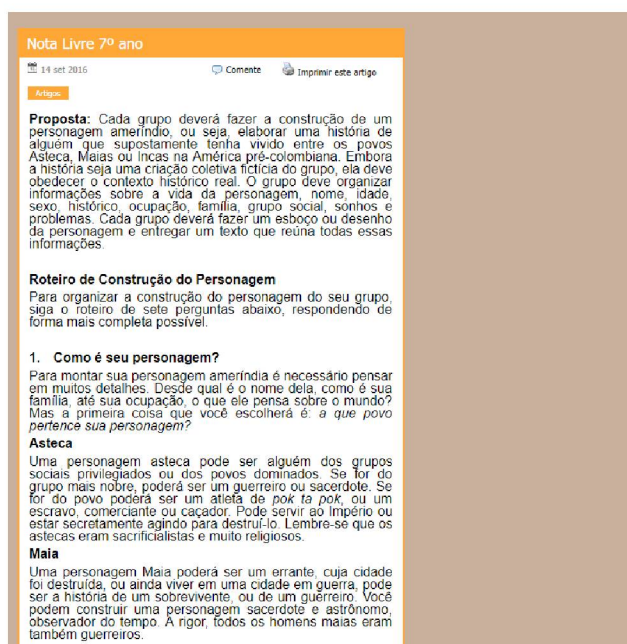 Nota Livre 7º ano
14 set 2016 Comente Imprimir este artigo
Artigos
Proposta: Cada grupo deverá fazer a construção de um
personagem ameríndio, ou seja, elaborar uma história de
alguém que supostamente tenha vivido entre os povos
Asteca, Maias ou Incas na América pré-colombiana. Embora
a história seja uma criação coletiva fictícia do grupo, ela deve
obedecer o contexto histórico real. O grupo deve organizar
informações sobre a vida da personagem, nome, idade,
sexo, histórico, ocupação, família, grupo social, sonhos e
problemas. Cada grupo deverá fazer um esboço ou desenho
da personagem e entregar um texto que reúna todas essas
informações.
Roteiro de Construção do Personagem
Para organizar a construção do personagem do seu grupo,
siga o roteiro de sete perguntas abaixo, respondendo de
forma mais completa possível.
1. Como é seu personagem?
Para montar sua personagem ameríndia é necessário pensar
em muitos detalhes. Desde qual é o nome dela, como é sua
família, até sua ocupação, o que ele pensa sobre o mundo?
Mas a primeira coisa que você escolherá é: a que povo
pertence sua personagem?
Asteca
Uma personagem asteca pode ser alguém dos grupos
sociais privilegiados ou dos povos dominados. Se for do
grupo mais nobre, poderá ser um guerreiro ou sacerdote. Se
for do povo poderá ser um atleta de pok ta pok, ou um
escravo, comerciante ou caçador. Pode servir ao Império ou
estar secretamente agindo para destruí-lo. Lembre-se que os
astecas eram sacrificialistas e muito religiosos.
Maia
Uma personagem Maia poderá ser um errante, cuja cidade
foi destruída, ou ainda viver em uma cidade em guerra, pode
ser a história de um sobrevivente, ou de um guerreiro. Você
podem construir uma personagem sacerdote e astrônomo,
observador do tempo. A rigor, todos os homens maias eram
também guerreiros.